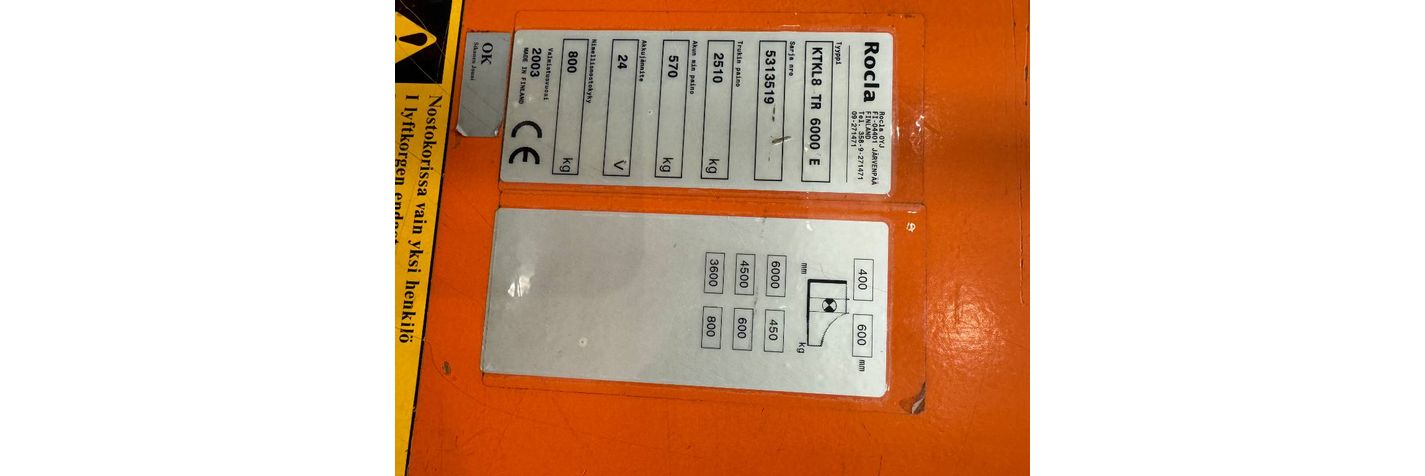 Rocla
Rocla OYJ
FI-04401 JÄRVENPÄÄ
FINLAND
Tel. 358-9-271471
09-271471
Tyyppi
KTKL8 TR 6000 E
Sarja nro
5313519
Trukin paino
2510 kg
Akun min paino
570 kg
Akkujännite
24 V
Nimellisnostokyky
800 kg
Valmistusvuosi
2003
MADE IN FINLAND
CE
OK
400 600 mm
mm kg
6000 450
4500 600
3600 800
Nostokorissa vain yksi henkilö
I lyftkorgen endast